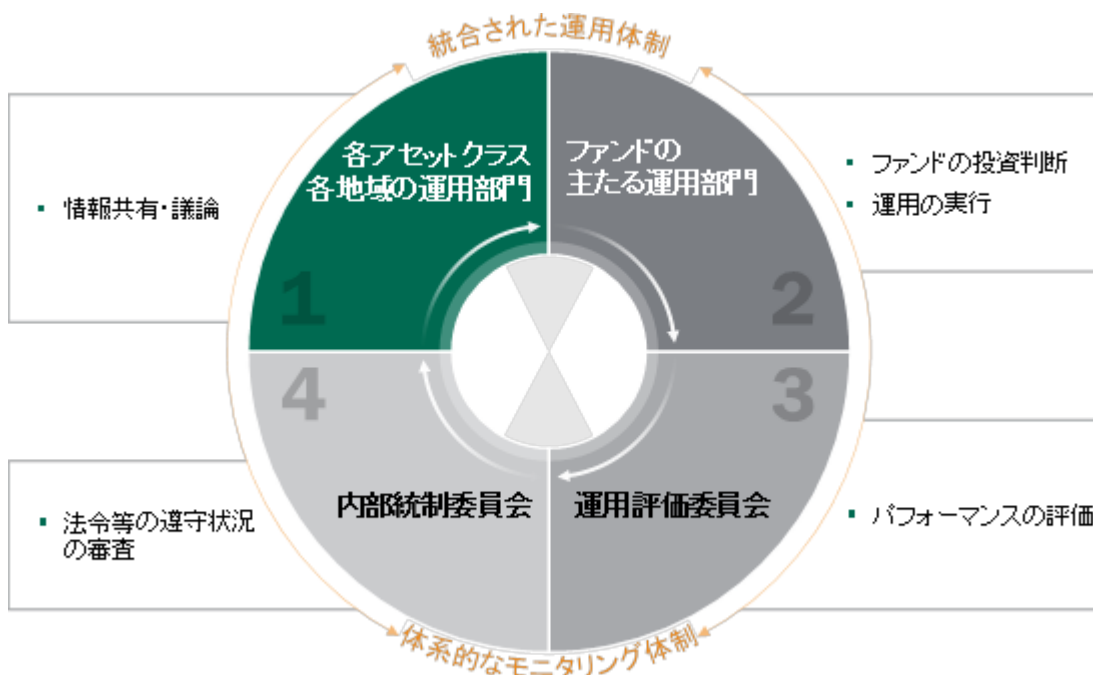 統合された運用体制
各アセットクラス
各地域の運用部門
ファンドの
主たる運用部門
・ 情報共有・議論
・ ファンドの投資判断
・ 運用の実行
1
2
4
3
内部統制委員会
運用評価委員会
・ 法令等の遵守状況
の審査
・ パフォーマンスの評価
体系的なモニタリング体制